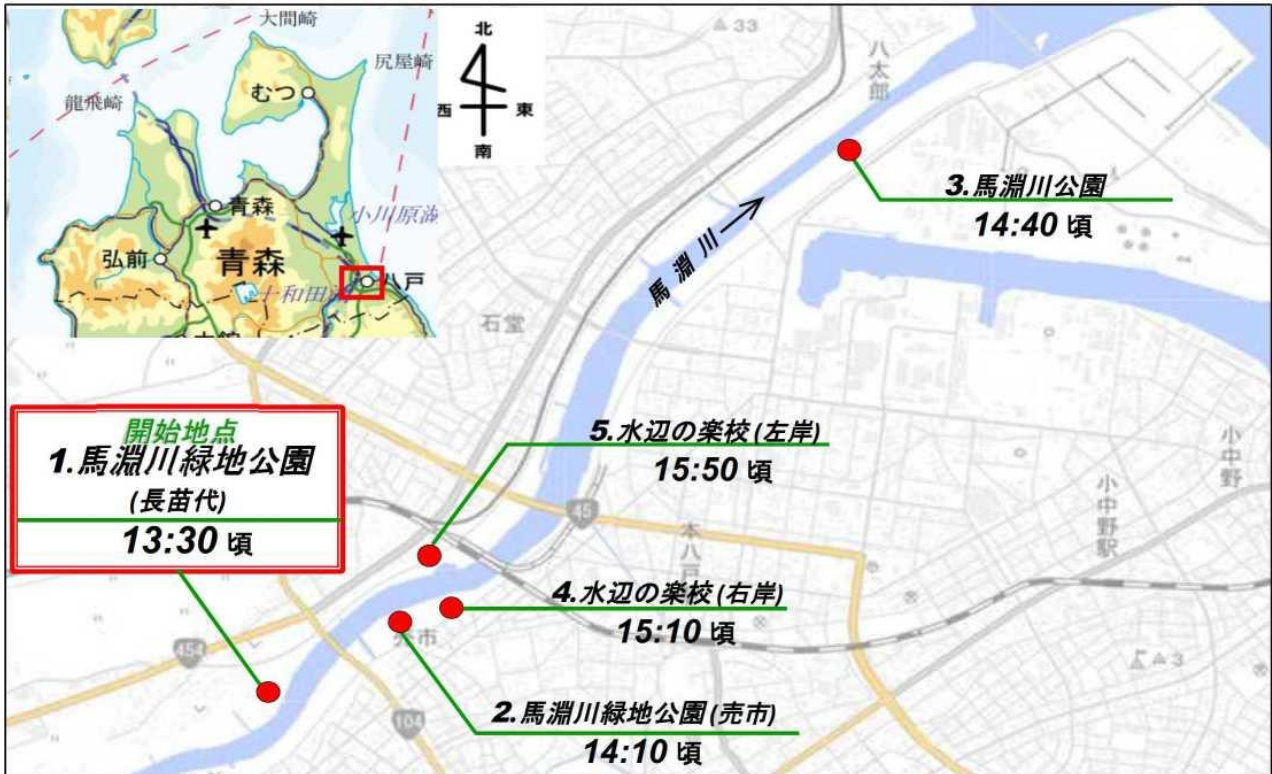 大間崎
尻屋崎
龍飛崎
むつ
青森
小川原湖
弘前
青森
八戸
十和田湖
北
西 東
南
33
八太郎
3.馬淵川公園
14:40 頃
馬淵川
石堂
開始地点
1.馬淵川緑地公園
(長苗代)
13:30 頃
5.水辺の楽校(左岸)
15:50 頃
45
本八戸
小中野駅
小中野
4.水辺の楽校(右岸)
15:10 頃
売市
454
104
3
2.馬淵川緑地公園(売市)
14:10 頃